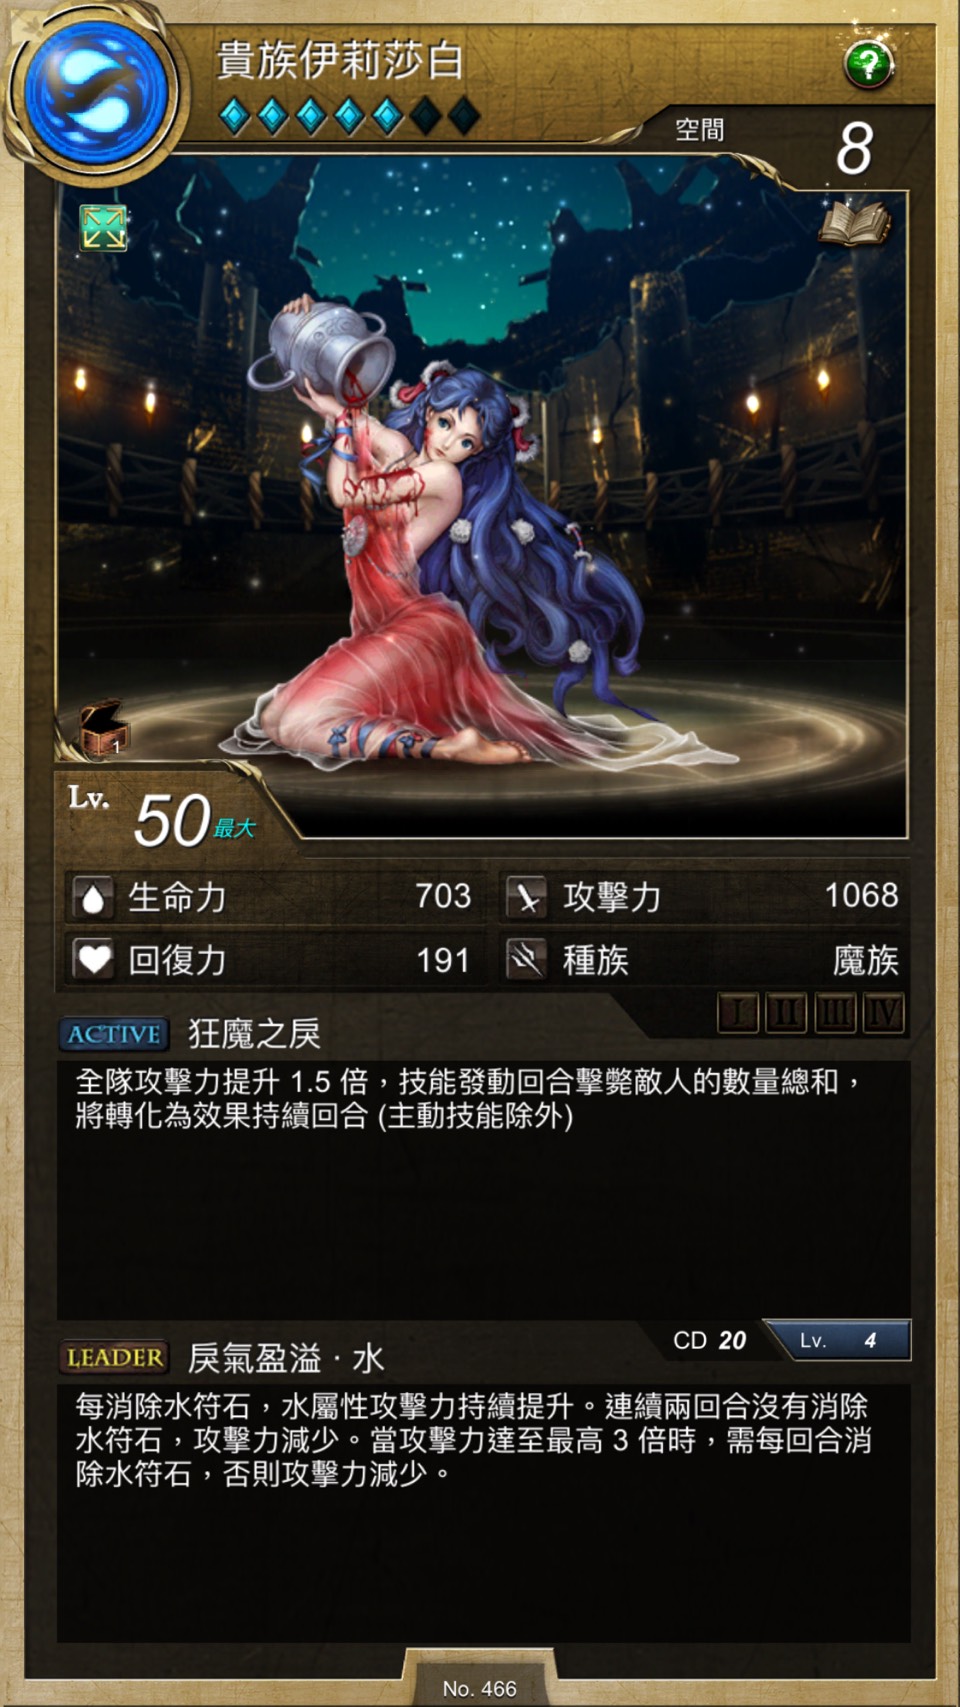 貴族伊莉莎白
空間
8
1
Lv.
50 最大
生命力 703 攻擊力 1068
回復力 191 種族 魔族
I II III IV
ACTIVE 狂魔之戾
全隊攻擊力提升 1.5 倍，技能發動回合擊斃敵人的數量總和，
將轉化為效果持續回合 (主動技能除外)
CD 20 Lv. 4
LEADER 戾氣盈溢．水
每消除水符石，水屬性攻擊力持續提升。連續兩回合沒有消除
水符石，攻擊力減少。當攻擊力達至最高 3 倍時，需每回合消
除水符石，否則攻擊力減少。
No. 466